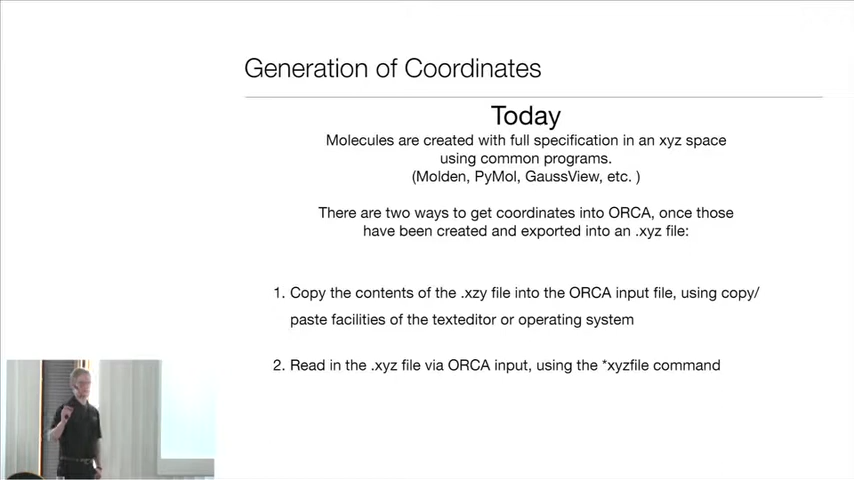 Generation of Coordinates
Today
Molecules are created with full specification in an xyz space
using common programs.
(Molden, PyMol, GaussView, etc. )
There are two ways to get coordinates into ORCA, once those
have been created and exported into an .xyz file:
1. Copy the contents of the .xzy file into the ORCA input file, using copy/
paste facilities of the texteditor or operating system
2. Read in the .xyz file via ORCA input, using the *xyzfile command